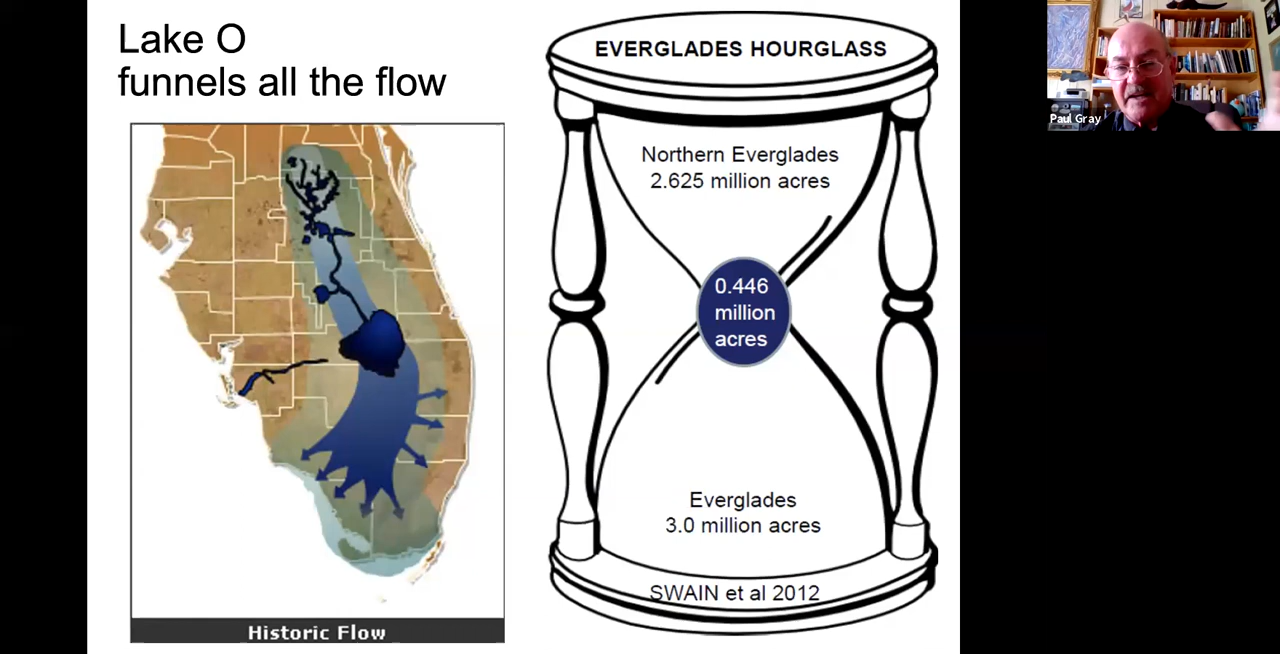 Lake O
funnels all the flow
EVERGLADES HOURGLASS
Northern Everglades
2.625 million acres
0.446
million
acres
Everglades
3.0 million acres
SWAIN et al 2012
Historic Flow
Paul Gray